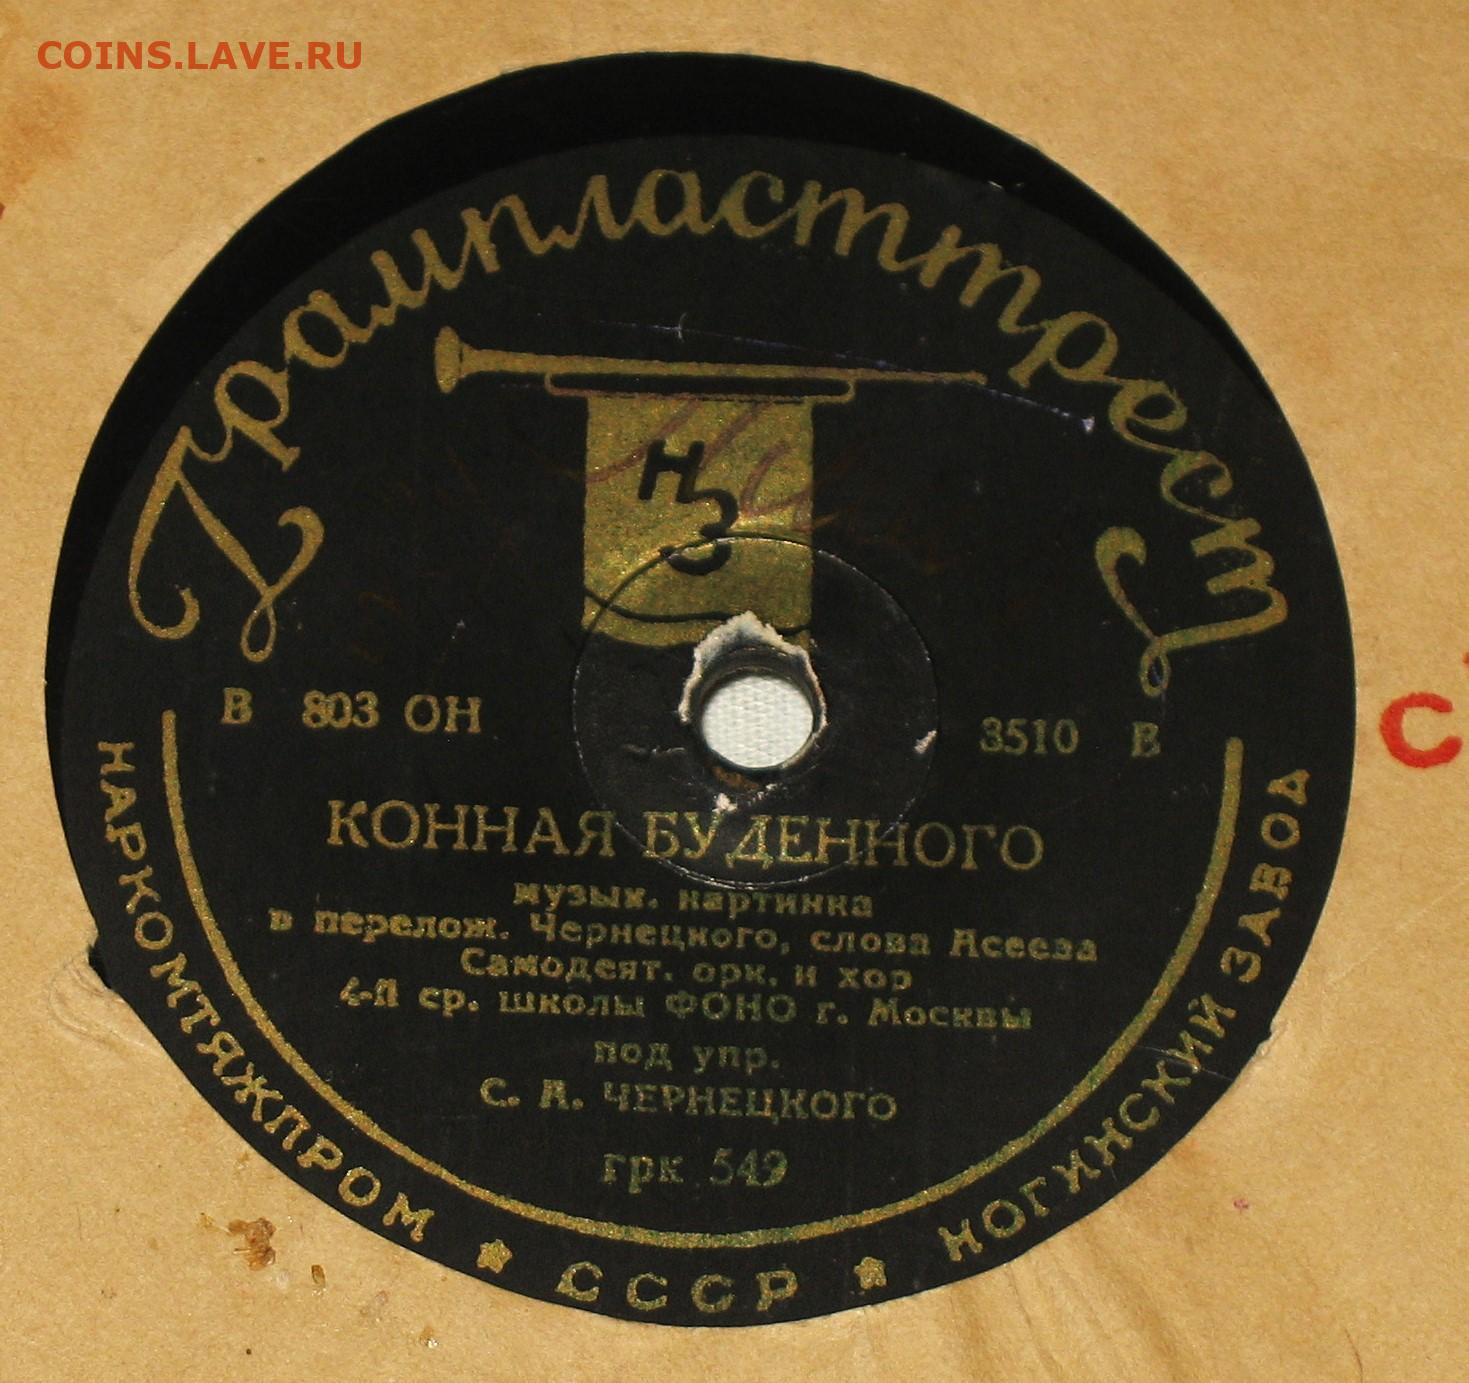 COINS.LAVE.RU
Грампласттрест
НЗ
В 803 ОН
3510 В
КОННАЯ БУДЕННОГО
музык. картинка
в перелож. Чернецкого, слова Асеева
Самодеят. орк. и хор
4-й ср. школы ФОНО г. Москвы
под упр.
С. А. ЧЕРНЕЦКОГО
грк 549
НАРКОМТЯЖПРОМ ★ СССР ★ НОГИНСКИЙ ЗАВОД
С